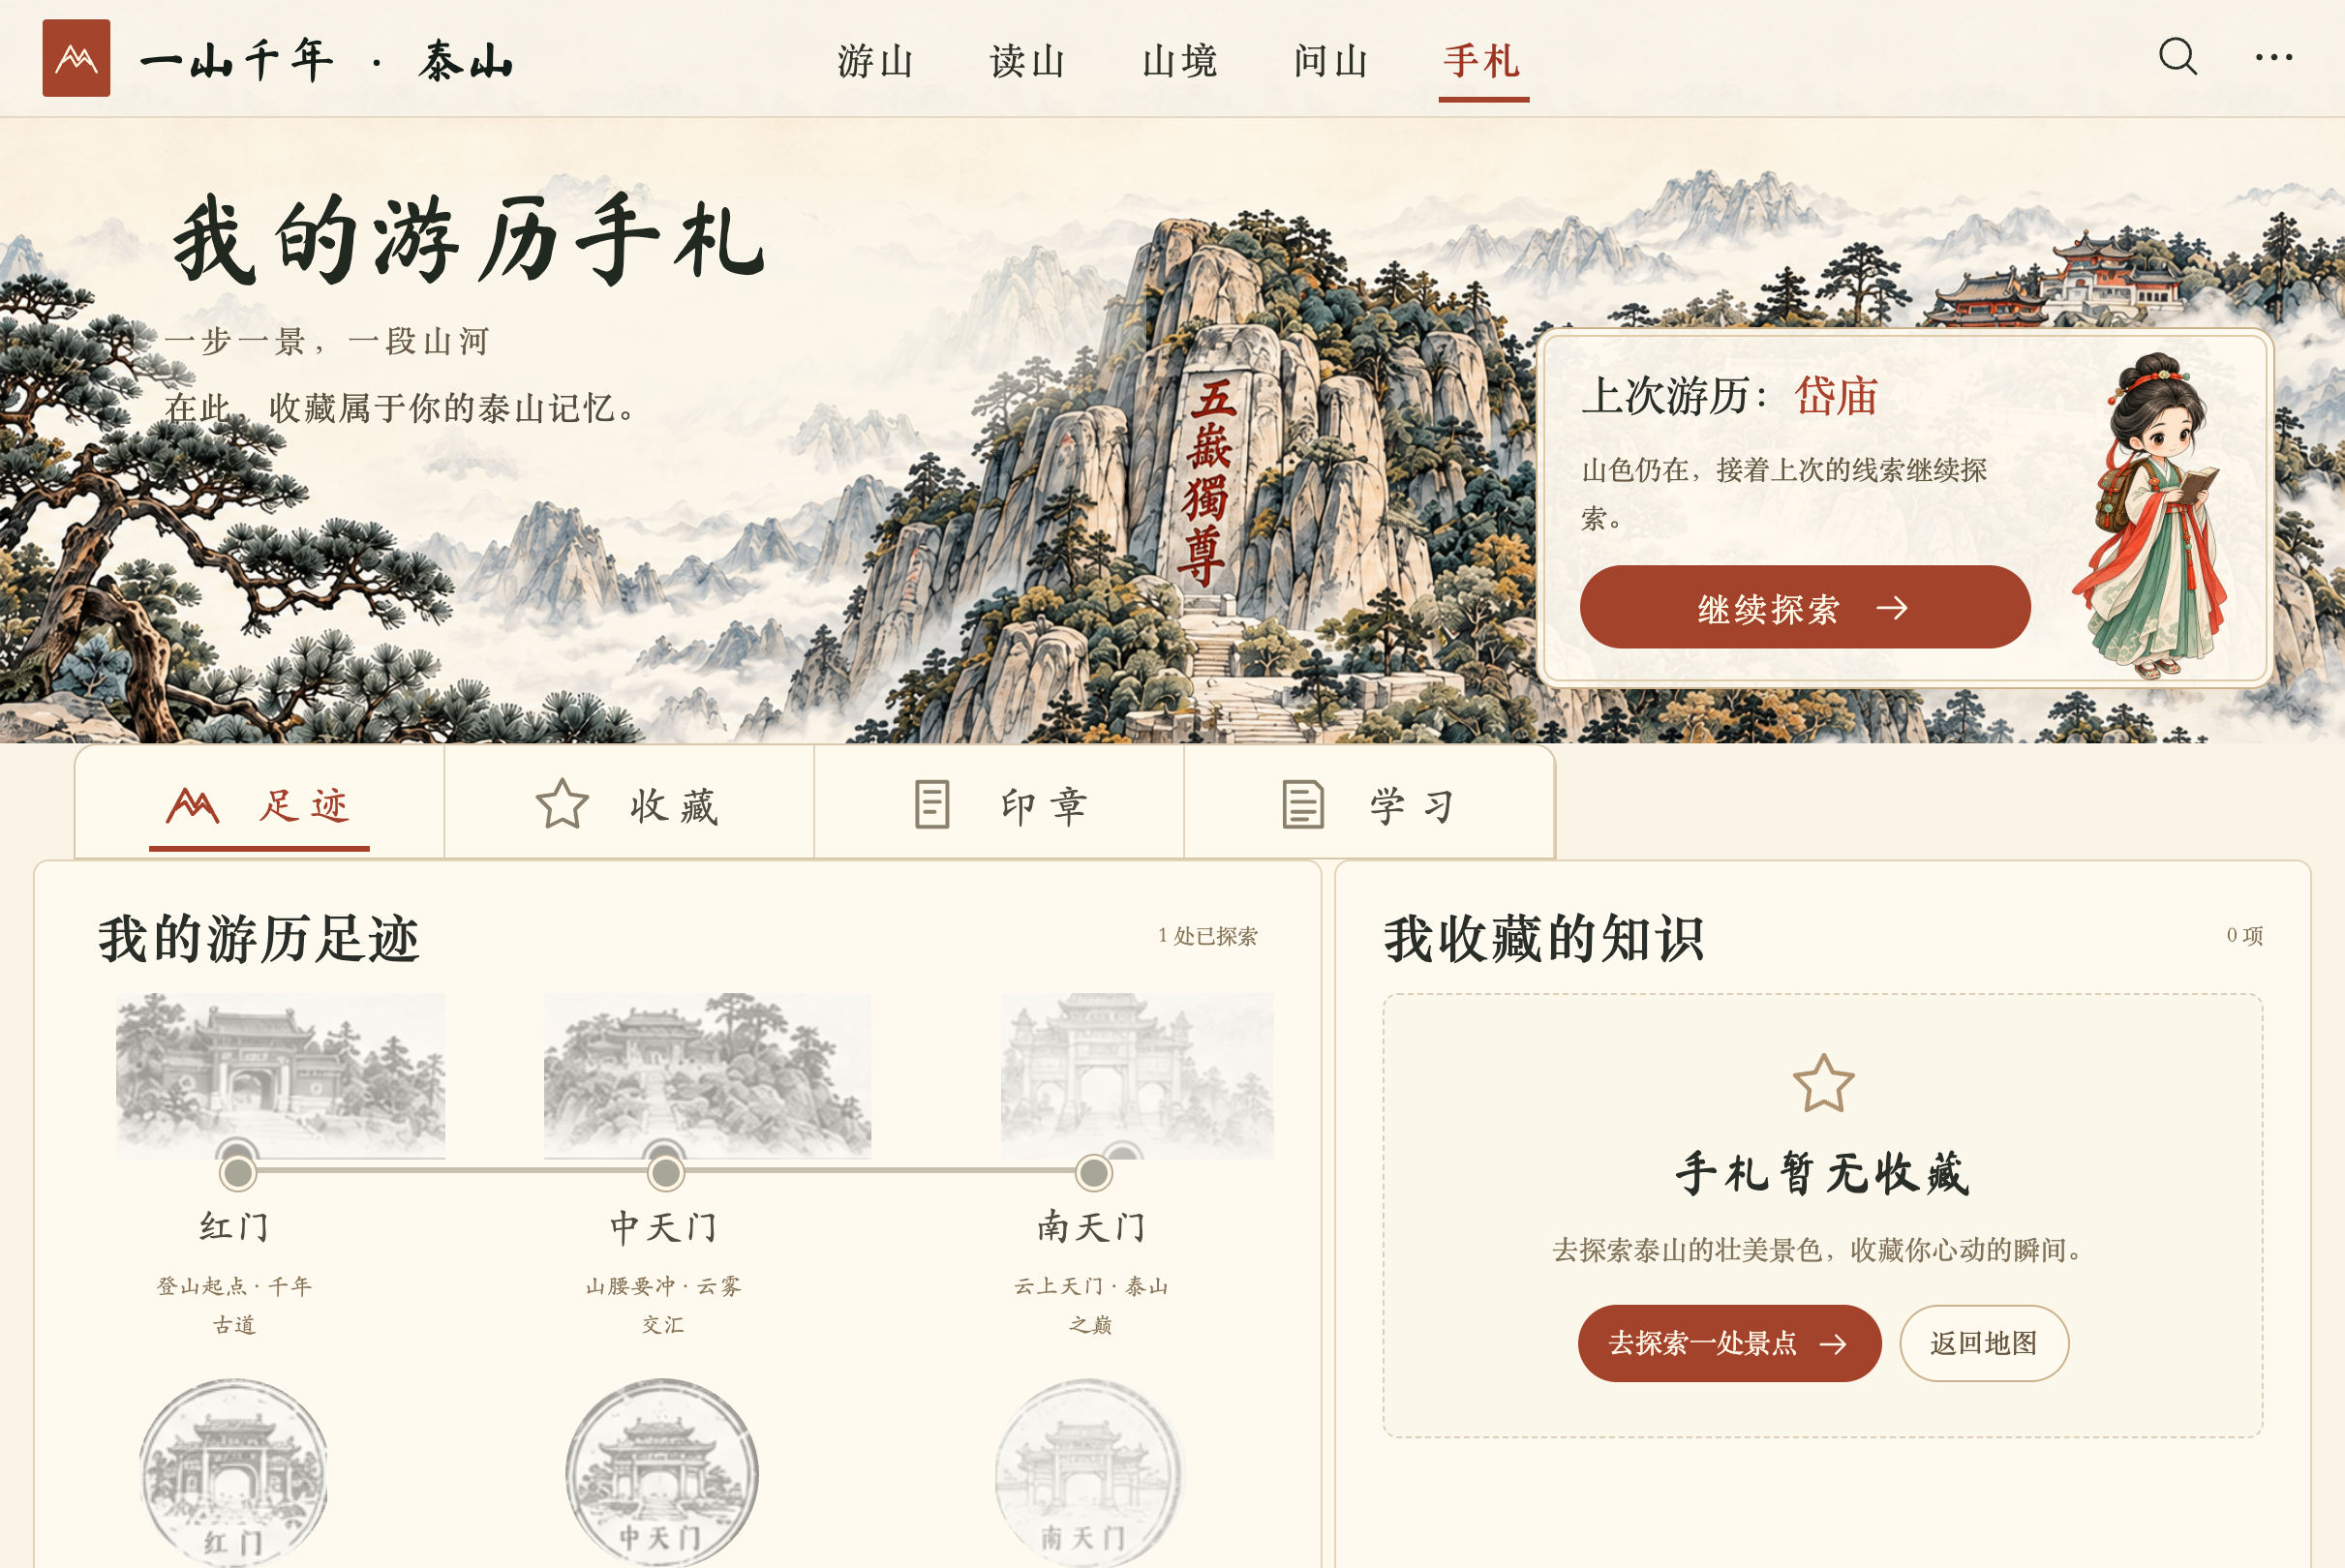 一山千年 · 泰山
游山 读山 山境 问山 手札
我的游历手札
一步一景，一段山河
在此，收藏属于你的泰山记忆。
五嶽獨尊
上次游历：岱庙
山色仍在，接着上次的线索继续探
索。
继续探索 →
足迹 收藏 印章 学习
我的游历足迹
1 处已探索
红门
登山起点 · 千年
古道
中天门
山腰要冲 · 云雾
交汇
南天门
云上天门 · 泰山
之巅
红门
中天门
南天门
我收藏的知识
0 项
手札暂无收藏
去探索泰山的壮美景色，收藏你心动的瞬间。
去探索一处景点 →
返回地图